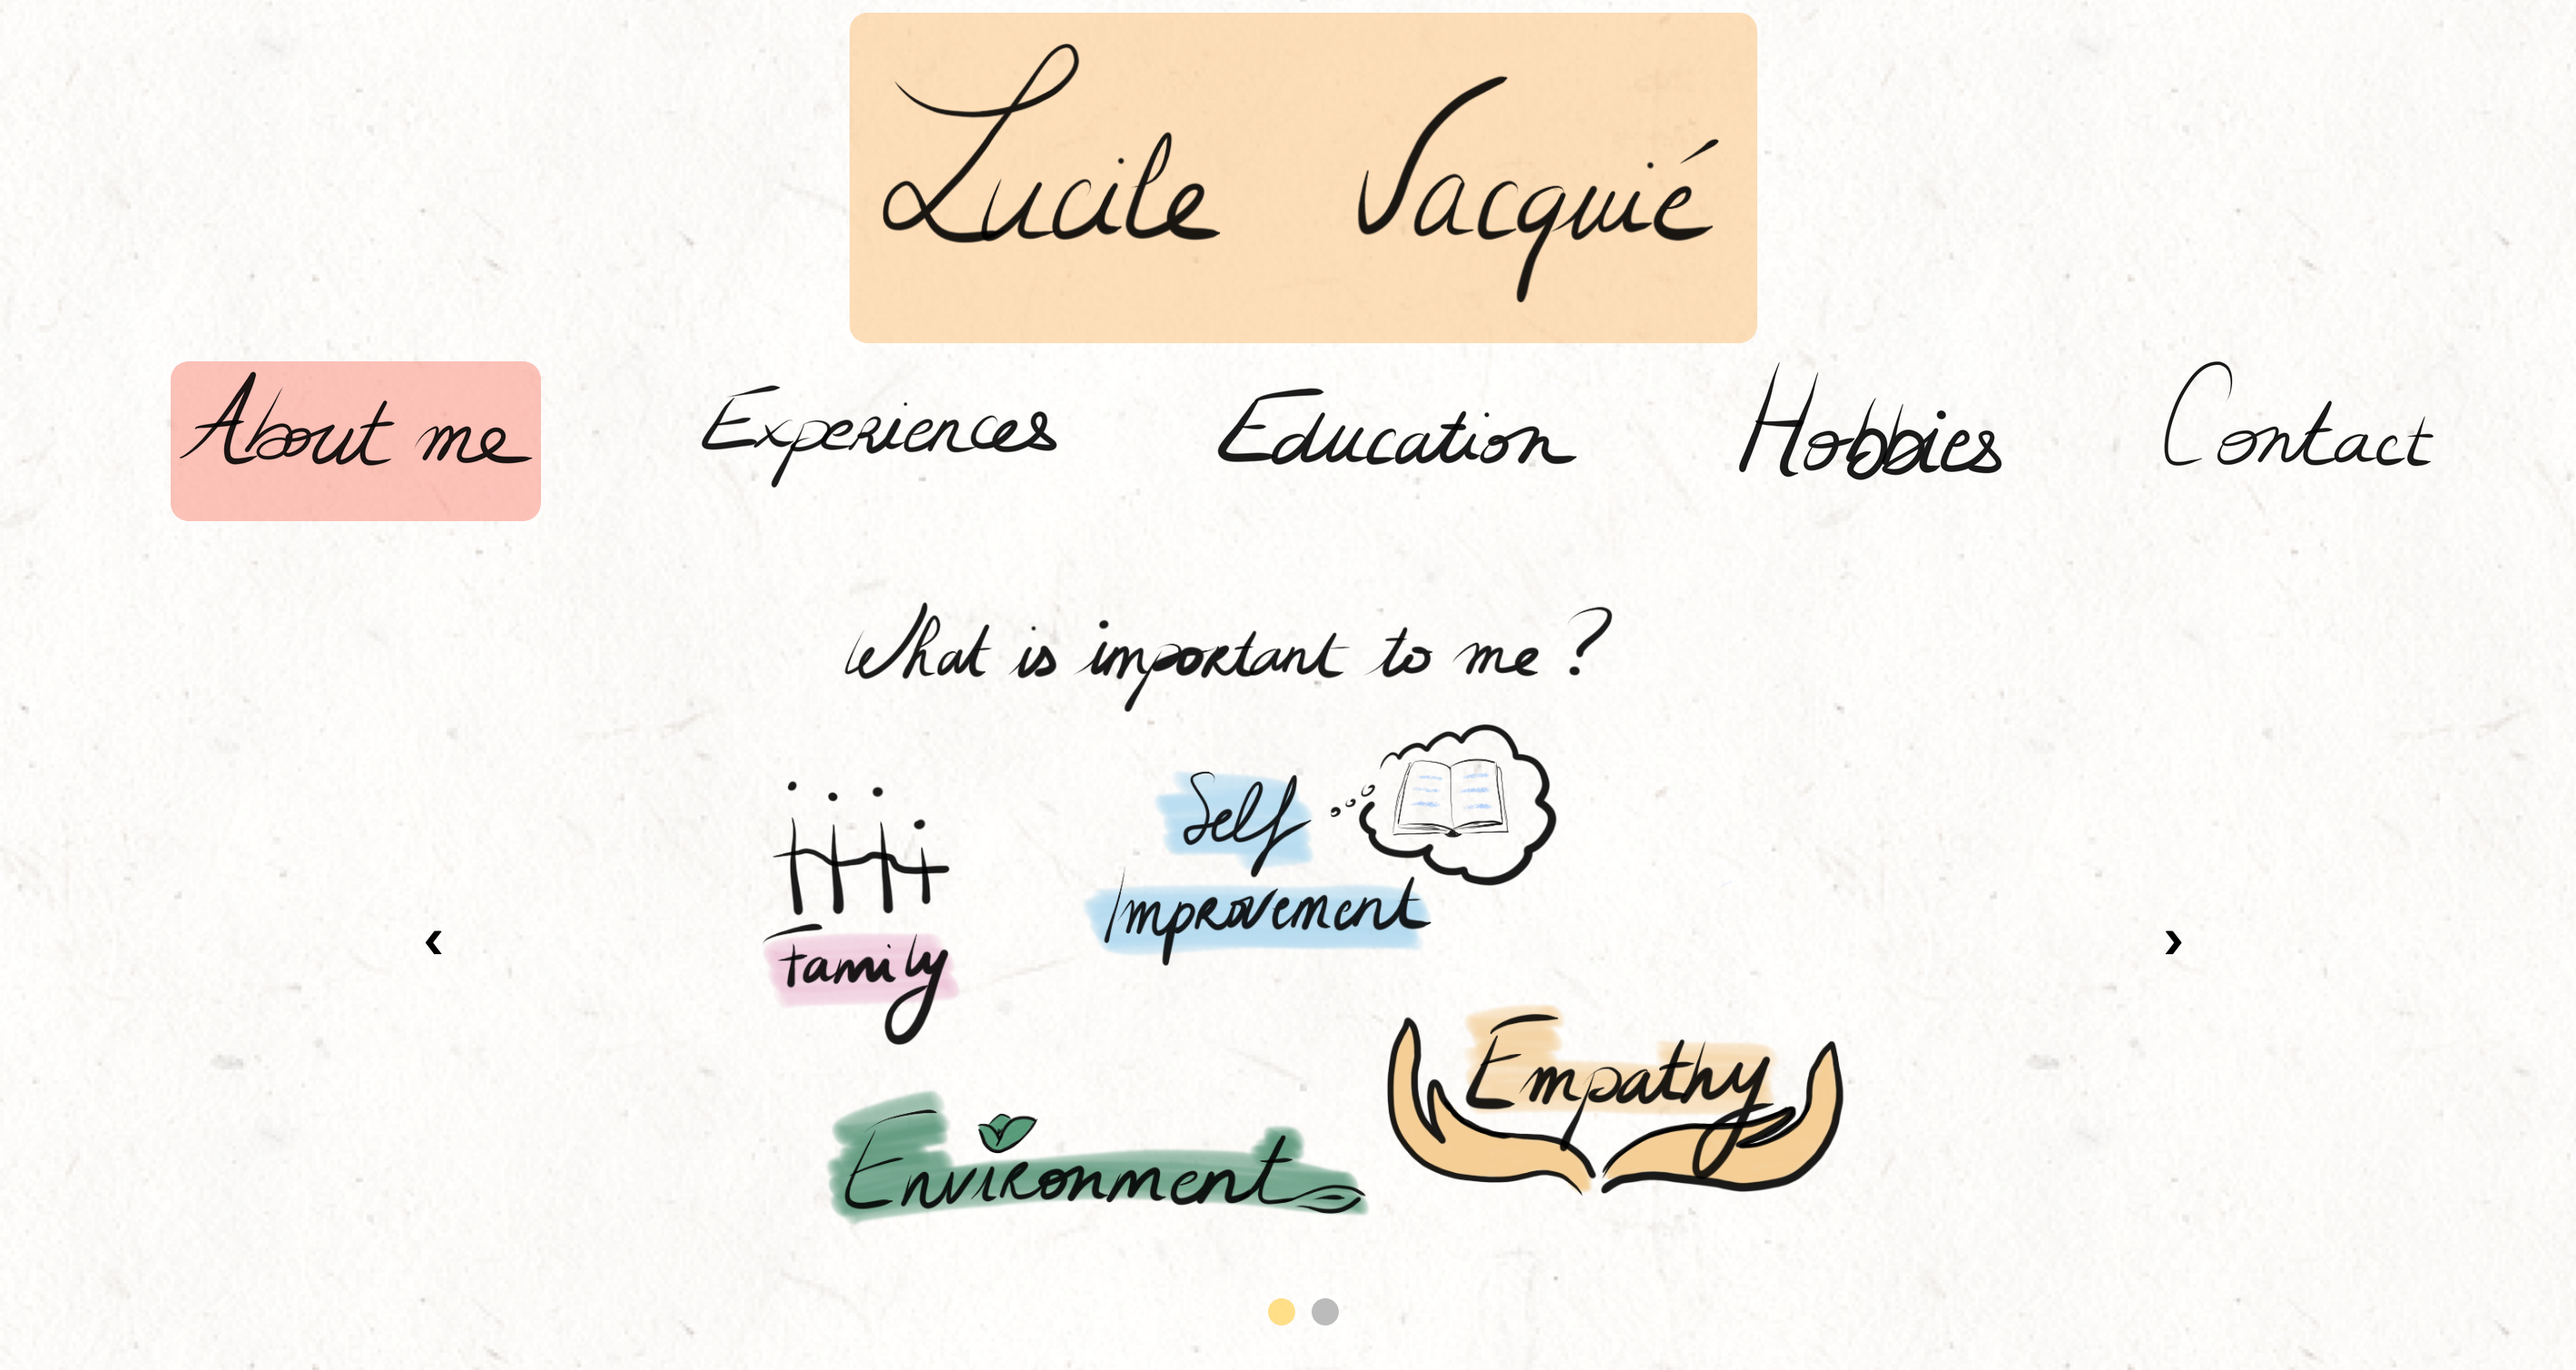 Lucile Jacquié
About me Experiences Education Hobbies Contact
What is important to me ?
Self
Improvement
Family
Empathy
Environment